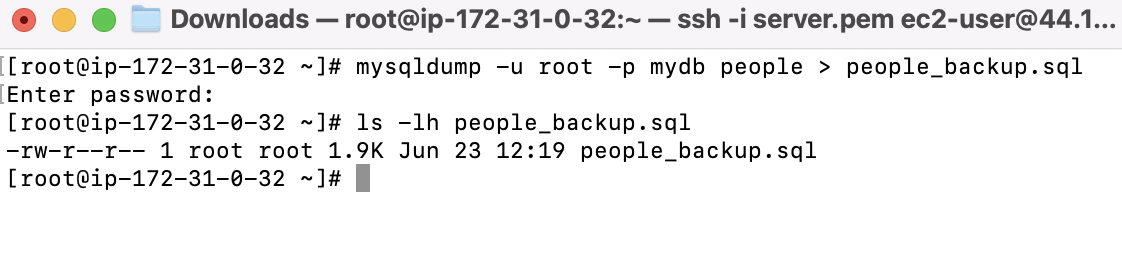 Downloads — root@ip-172-31-0-32:~ — ssh -i server.pem ec2-user@44.1...
[[root@ip-172-31-0-32 ~]# mysqldump -u root -p mydb people > people_backup.sql
[Enter password:
[root@ip-172-31-0-32 ~]# ls -lh people_backup.sql
-rw-r--r-- 1 root root 1.9K Jun 23 12:19 people_backup.sql
[root@ip-172-31-0-32 ~]#